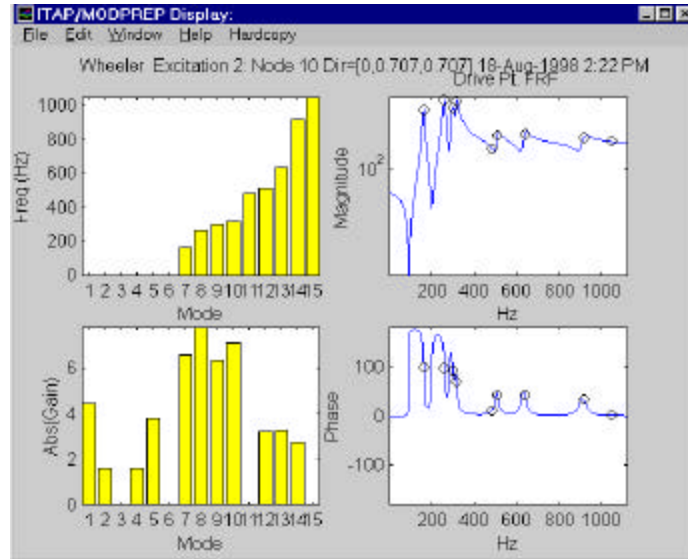 ITAP/MODPREP Display:
File Edit Window Help Hardcopy
Wheeler Excitation 2: Node 10 Dir=[0,0.707,0.707] 18-Aug-1998 2:22 PM
Drive Pt. FRF
1000
800
600
400
200
0
Freq (Hz)
1 2 3 4 5 6 7 8 9 10 11 12 13 14 15
Mode
10^2
Magnitude
200 400 600 800 1000
Hz
6
4
2
0
Abs(Gain)
1 2 3 4 5 6 7 8 9 10 11 12 13 14 15
Mode
100
0
-100
Phase
200 400 600 800 1000
Hz